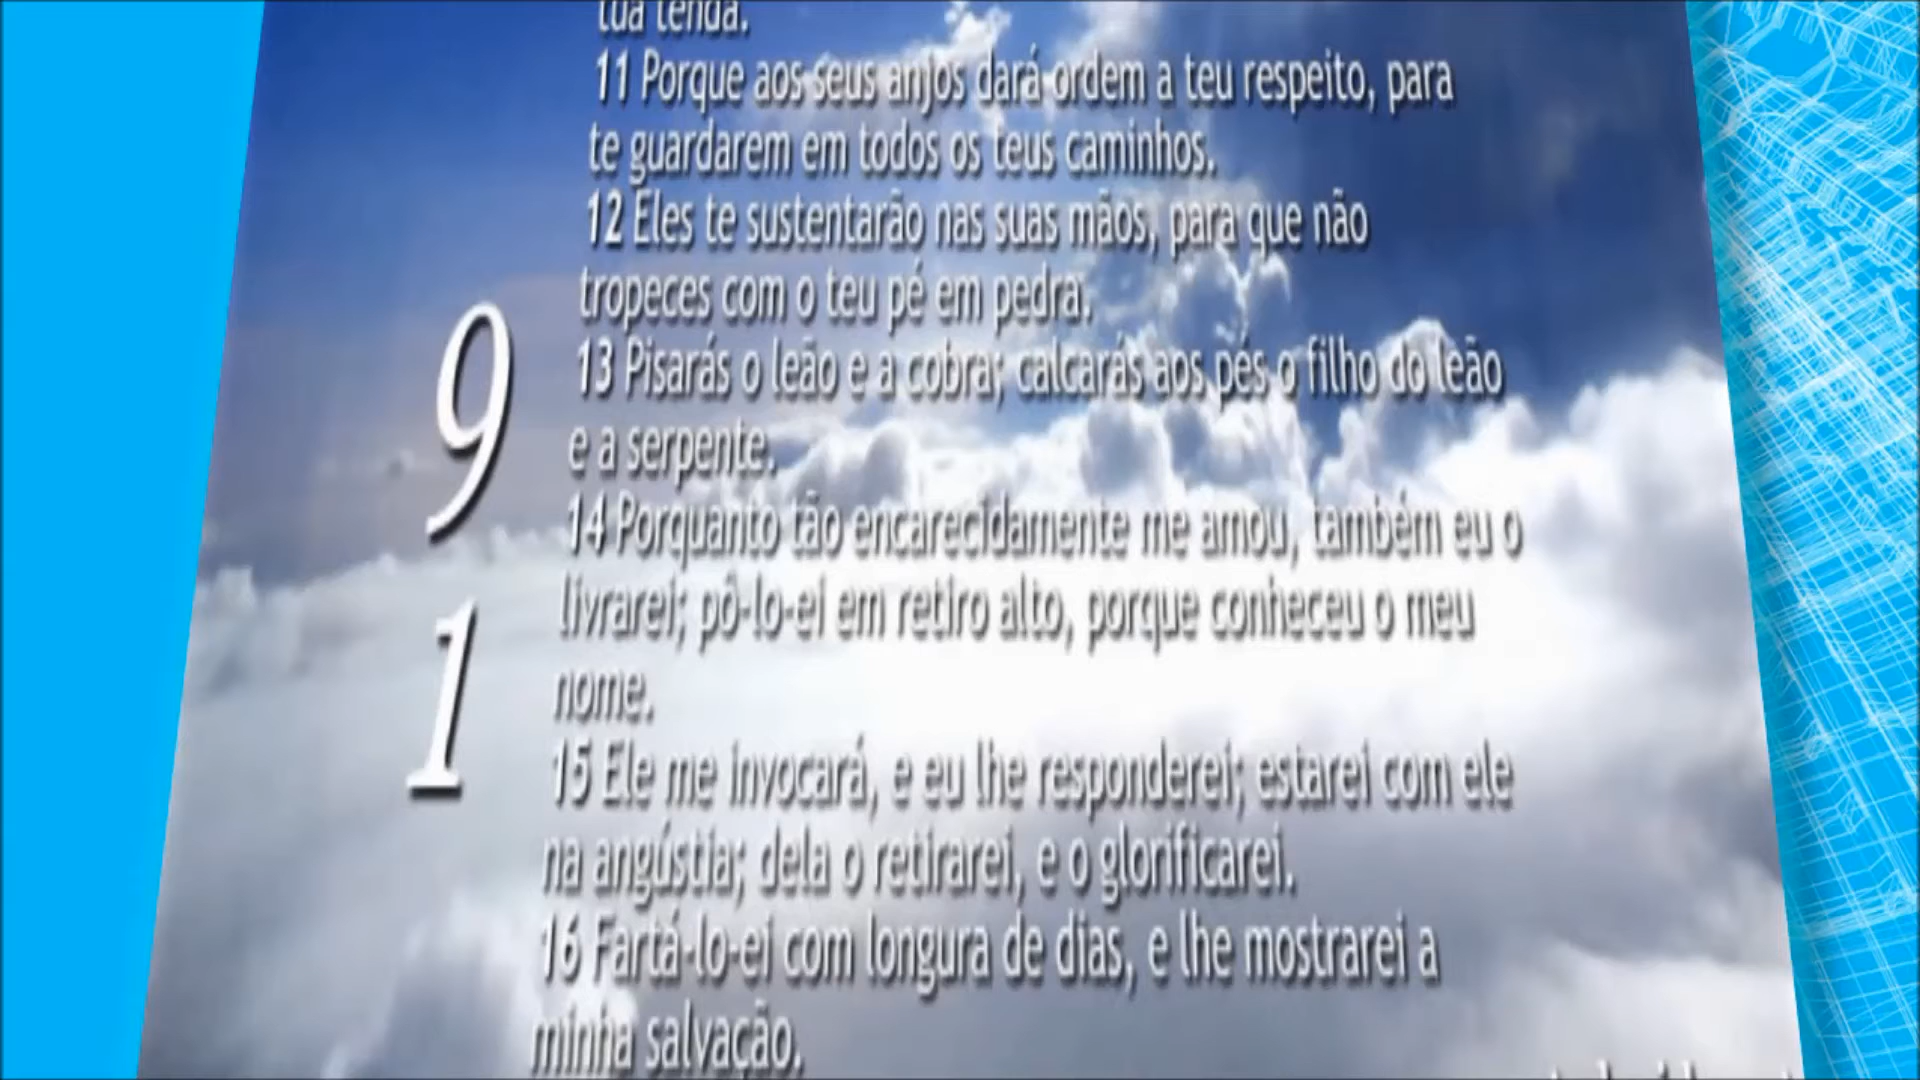 tua tenda.
11 Porque aos seus anjos dará ordem a teu respeito, para
te guardarem em todos os teus caminhos.
12 Eles te sustentarão nas suas mãos, para que não
tropeces com o teu pé em pedra.
13 Pisarás o leão e a cobra; calcarás aos pés o filho do leão
e a serpente.
14 Porquanto tão encarecidamente me amou, também eu o
livrarei; pô-lo-ei em retiro alto, porque conheceu o meu
nome.
15 Ele me invocará, e eu lhe responderei; estarei com ele
na angústia; dela o retirarei, e o glorificarei.
16 Fartá-lo-ei com longura de dias, e lhe mostrarei a
minha salvação.
9
1